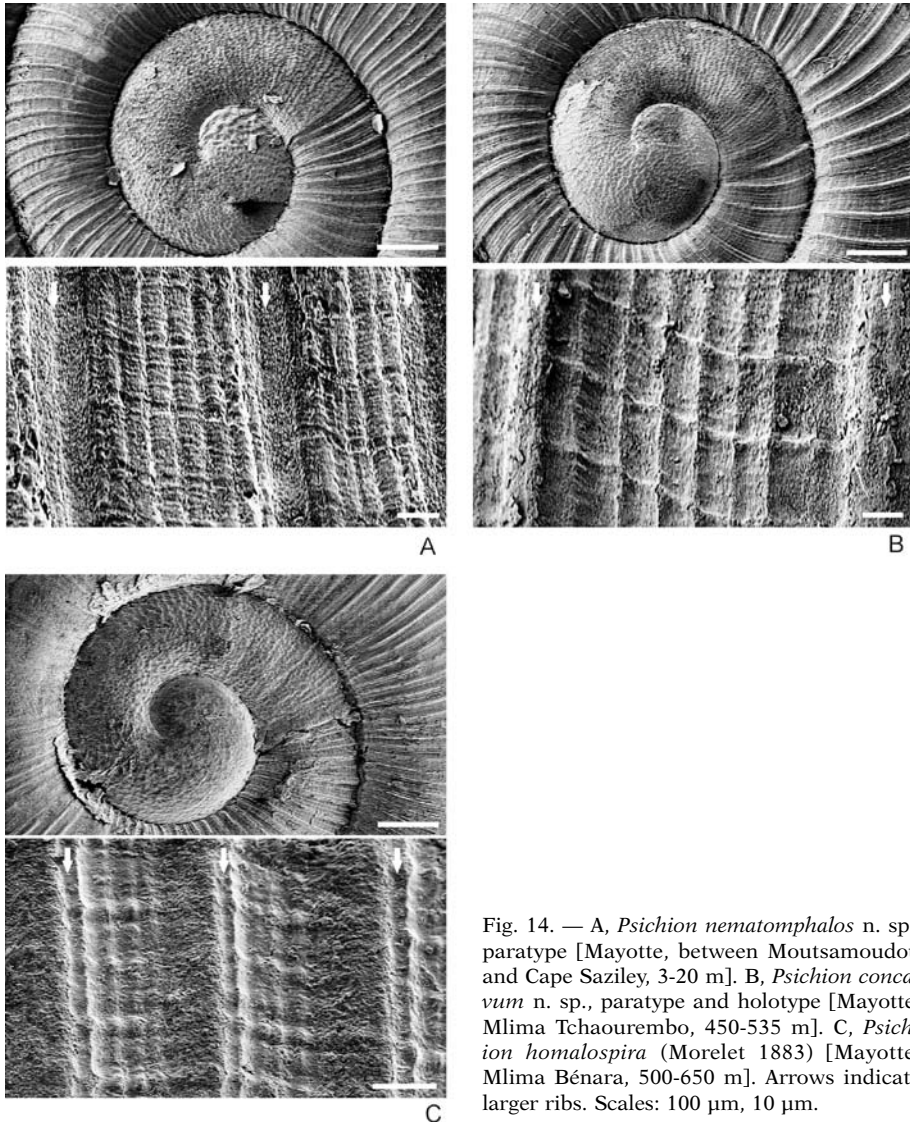 A
B
C
Fig. 14. — A, Psichion nematomphalos n. sp.
paratype [Mayotte, between Moutsamoudou
and Cape Saziley, 3-20 m]. B, Psichion conca-
vum n. sp., paratype and holotype [Mayotte
Mlima Tchaourembo, 450-535 m]. C, Psich-
ion homalospira (Morelet 1883) [Mayotte
Mlima Bénara, 500-650 m]. Arrows indicat
larger ribs. Scales: 100 µm, 10 µm.